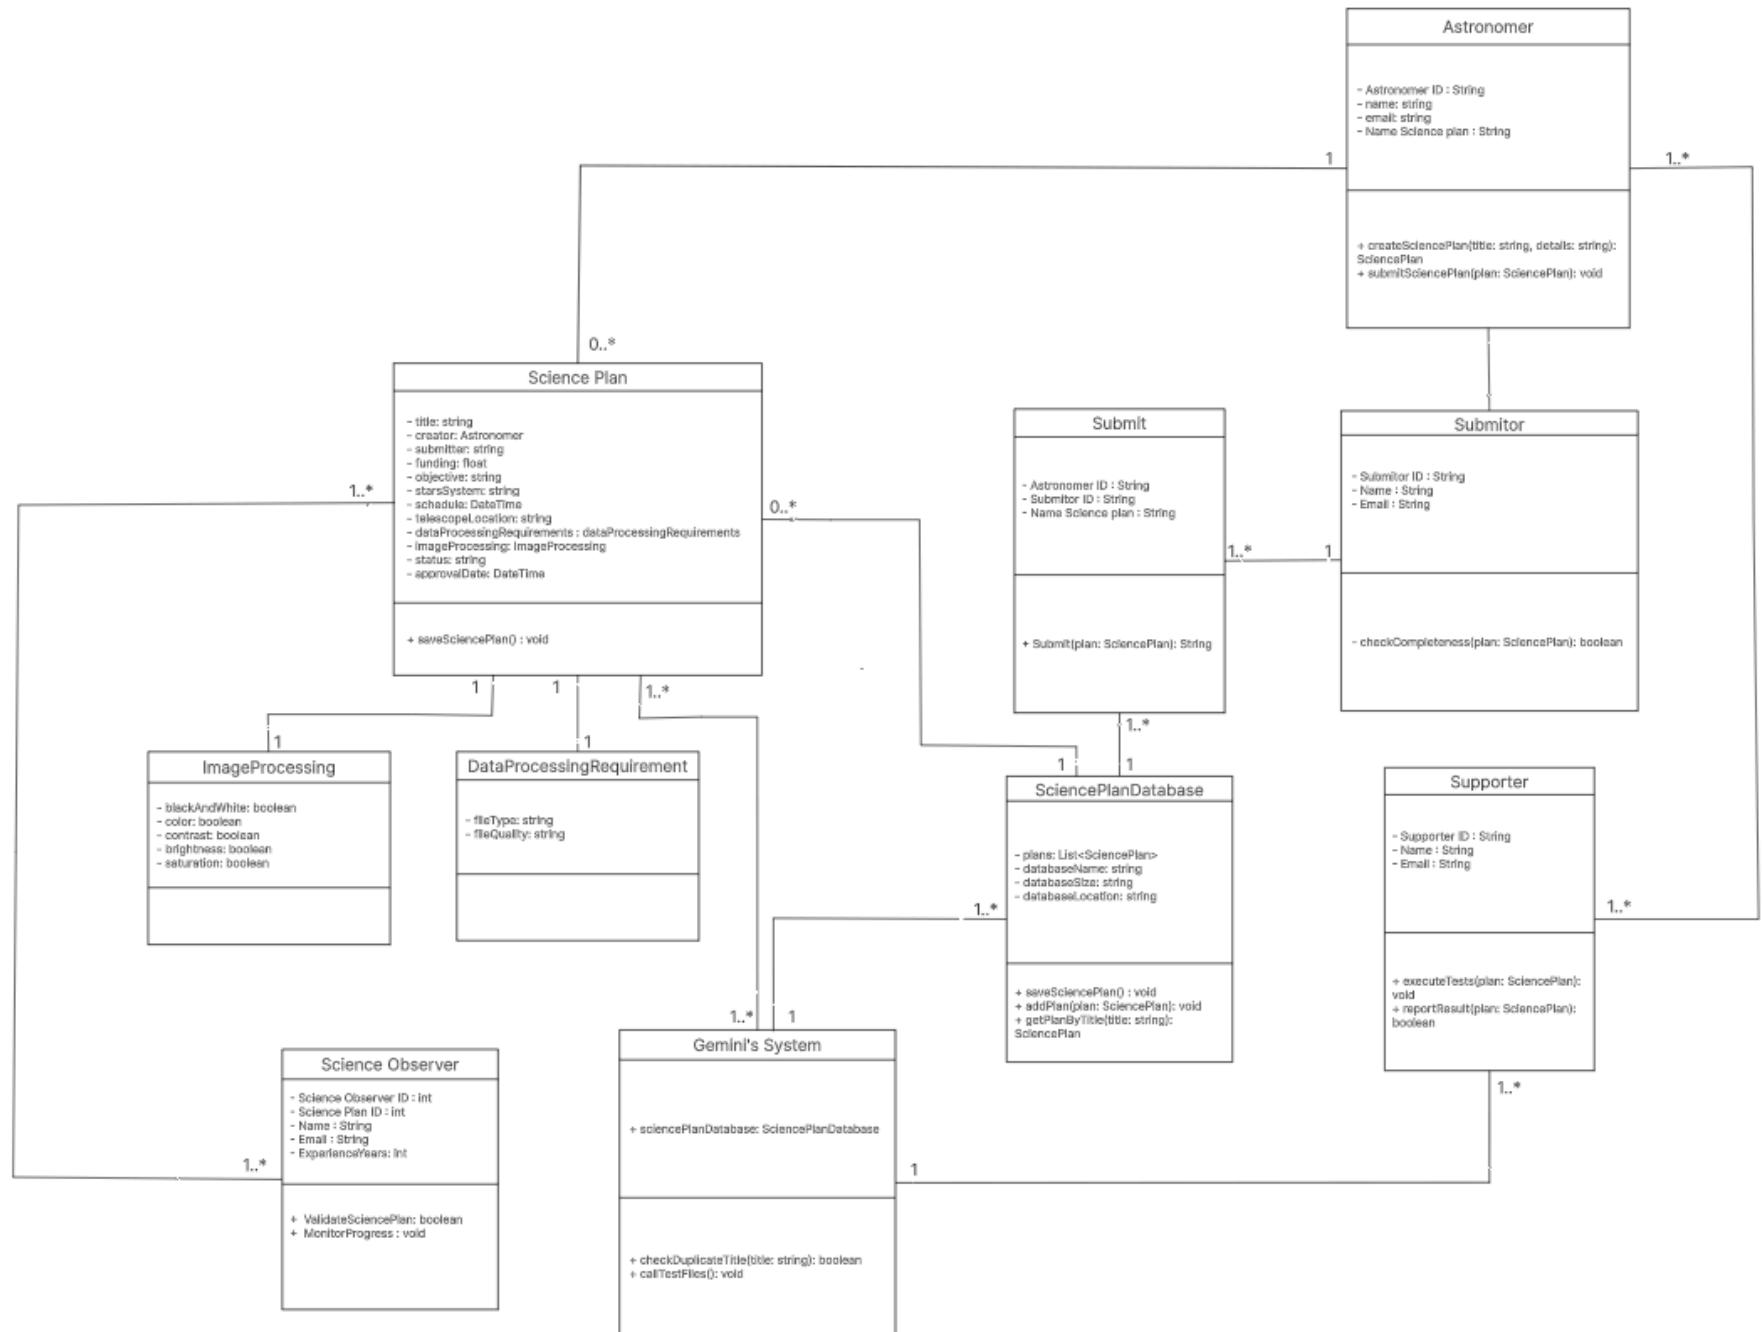 Astronomer
- Astronomer ID : String
- name: string
- email: string
- Name Science plan : String
+ createSciencePlan(title: string, details: string):
SciencePlan
+ submitSciencePlan(plan: SciencePlan): void
1
1..*
0..*
Science Plan
- title: string
- creator: Astronomer
- submitter: string
- funding: float
- objective: string
- starsSystem: string
- schedule: DateTime
- telescopeLocation: string
- dataProcessingRequirements : dataProcessingRequirements
- imageProcessing: ImageProcessing
- status: string
- approvalDate: DateTime
+ saveSciencePlan() : void
1..*
0..*
1
1
1..*
Submit
- Astronomer ID : String
- Submitor ID : String
- Name Science plan : String
+ Submit(plan: SciencePlan): String
1..*
1
1..*
Submitor
- Submitor ID : String
- Name : String
- Email : String
- checkCompleteness(plan: SciencePlan): boolean
1
ImageProcessing
- blackAndWhite: boolean
- color: boolean
- contrast: boolean
- brightness: boolean
- saturation: boolean
1
DataProcessingRequirement
- fileType: string
- fileQuality: string
1
1
SciencePlanDatabase
- plans: List<SciencePlan>
- databaseName: string
- databaseSize: string
- databaseLocation: string
+ saveSciencePlan() : void
+ addPlan(plan: SciencePlan): void
+ getPlanByTitle(title: string):
SciencePlan
1..*
Supporter
- Supporter ID : String
- Name : String
- Email : String
+ executeTests(plan: SciencePlan):
void
+ reportResult(plan: SciencePlan):
boolean
1..*
1..*
Science Observer
- Science Observer ID : int
- Science Plan ID : int
- Name : String
- Email : String
- ExperienceYears: int
+ ValidateSciencePlan: boolean
+ MonitorProgress : void
1..*
1..*
1
Gemini's System
+ sciencePlanDatabase: SciencePlanDatabase
+ checkDuplicateTitle(title: string): boolean
+ callTestFiles(): void
1